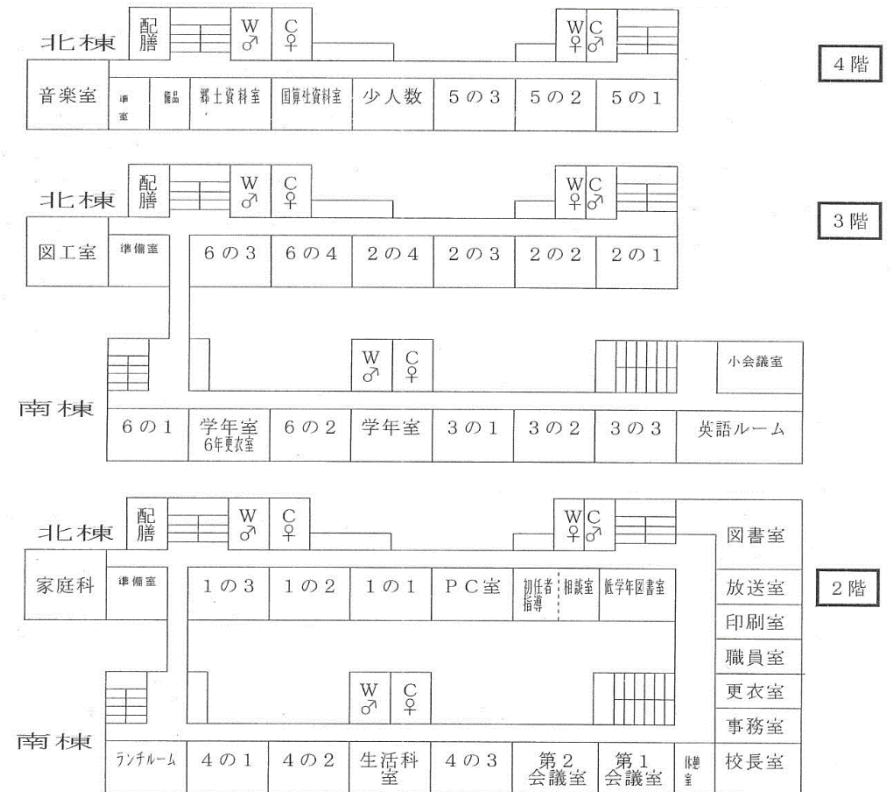 配膳
W♂
C♀
W♀
C♂
北棟
4階
音楽室
準室
備品
郷土資料室
国算社資料室
少人数
5の3
5の2
5の1
配膳
W♂
C♀
W♀
C♂
北棟
3階
図工室
準備室
6の3
6の4
2の4
2の3
2の2
2の1
W♂
C♀
小会議室
南棟
6の1
学年室
6年更衣室
6の2
学年室
3の1
3の2
3の3
英語ルーム
配膳
W♂
C♀
W♀
C♂
北棟
図書室
家庭科
準備室
1の3
1の2
1の1
PC室
初任者指導
相談室
低学年図書室
放送室
2階
印刷室
職員室
W♂
C♀
更衣室
事務室
南棟
ランチルーム
4の1
4の2
生活科室
4の3
第2会議室
第1会議室
休憩室
校長室